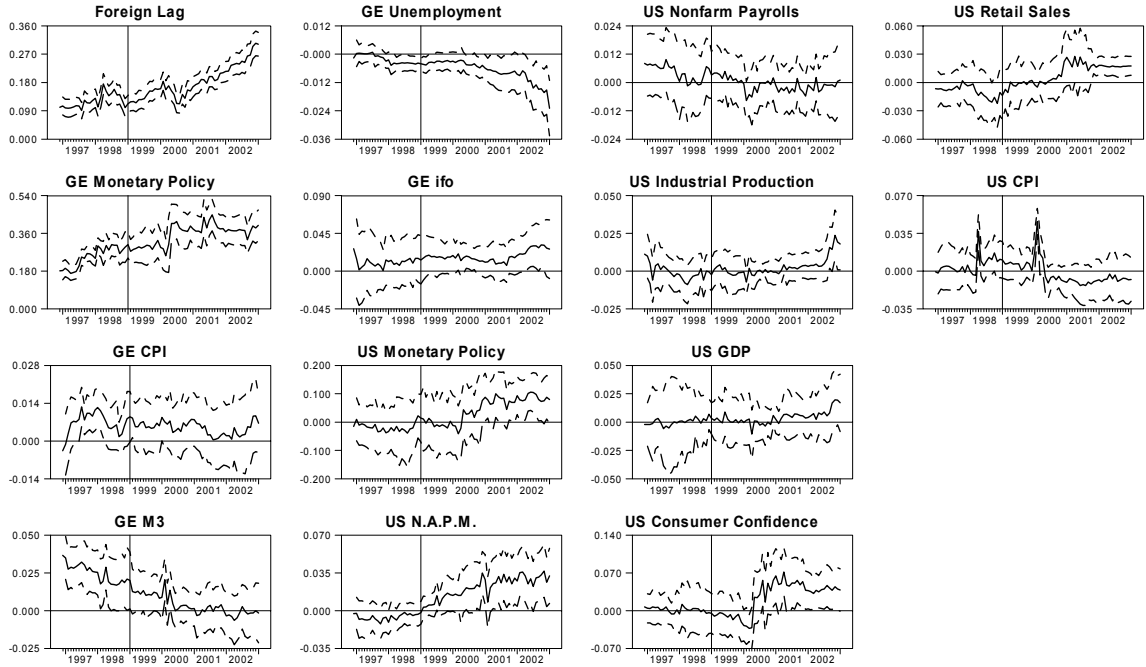 Foreign Lag
0.360
0.270
0.180
0.090
0.000
1997 1998 1999 2000 2001 2002
GE Unemployment
0.012
-0.000
-0.012
-0.024
-0.036
1997 1998 1999 2000 2001 2002
US Nonfarm Payrolls
0.024
0.012
0.000
-0.012
-0.024
1997 1998 1999 2000 2001 2002
US Retail Sales
0.060
0.030
0.000
-0.030
-0.060
1997 1998 1999 2000 2001 2002
GE Monetary Policy
0.540
0.360
0.180
0.000
1997 1998 1999 2000 2001 2002
GE ifo
0.090
0.045
0.000
-0.045
1997 1998 1999 2000 2001 2002
US Industrial Production
0.050
0.025
0.000
-0.025
1997 1998 1999 2000 2001 2002
US CPI
0.070
0.035
0.000
-0.035
1997 1998 1999 2000 2001 2002
GE CPI
0.028
0.014
0.000
-0.014
1997 1998 1999 2000 2001 2002
US Monetary Policy
0.200
0.100
0.000
-0.100
-0.200
1997 1998 1999 2000 2001 2002
US GDP
0.050
0.025
0.000
-0.025
-0.050
1997 1998 1999 2000 2001 2002
GE M3
0.050
0.025
0.000
-0.025
1997 1998 1999 2000 2001 2002
US N.A.P.M.
0.070
0.035
0.000
-0.035
1997 1998 1999 2000 2001 2002
US Consumer Confidence
0.140
0.070
0.000
-0.070
1997 1998 1999 2000 2001 2002